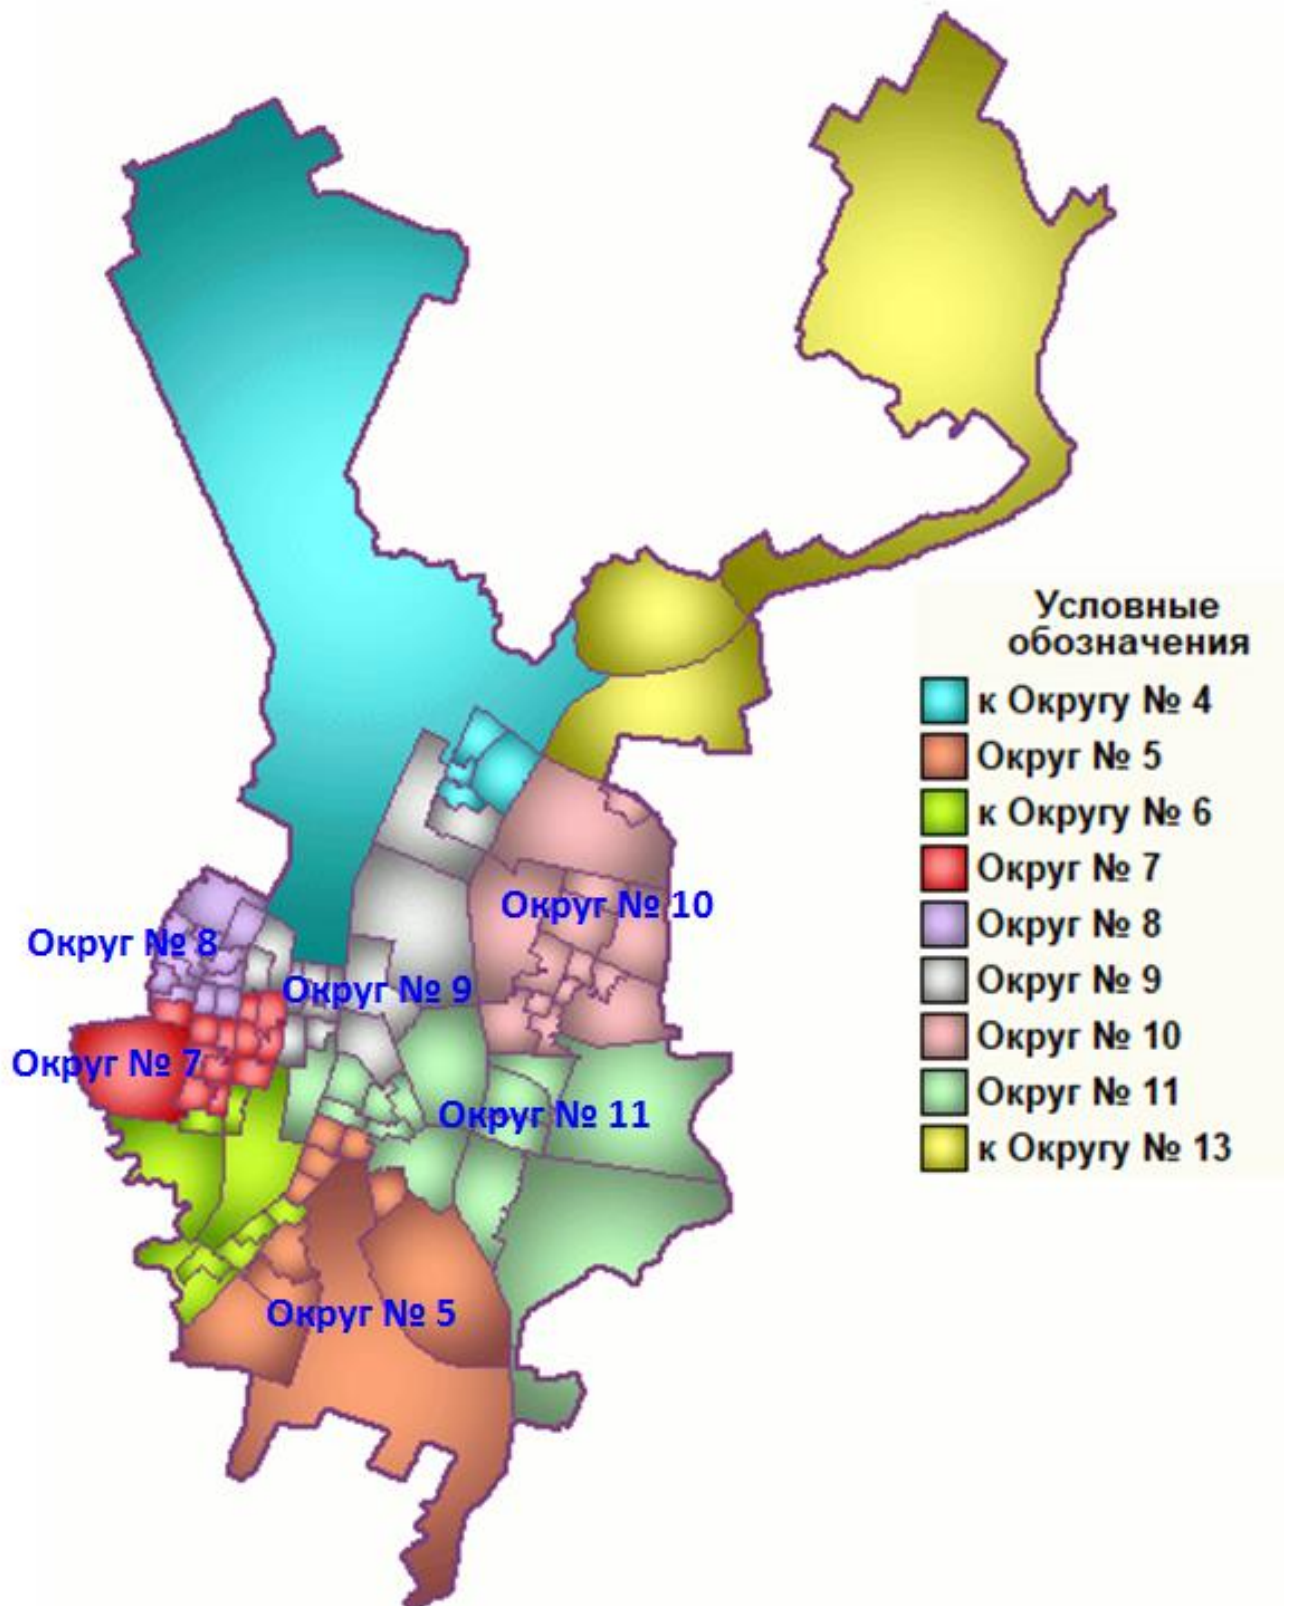 Условные
обозначения
к Округу № 4
Округ № 5
к Округу № 6
Округ № 7
Округ № 8
Округ № 9
Округ № 10
Округ № 11
к Округу № 13
Округ № 10
Округ № 8
Округ № 9
Округ № 7
Округ № 11
Округ № 5